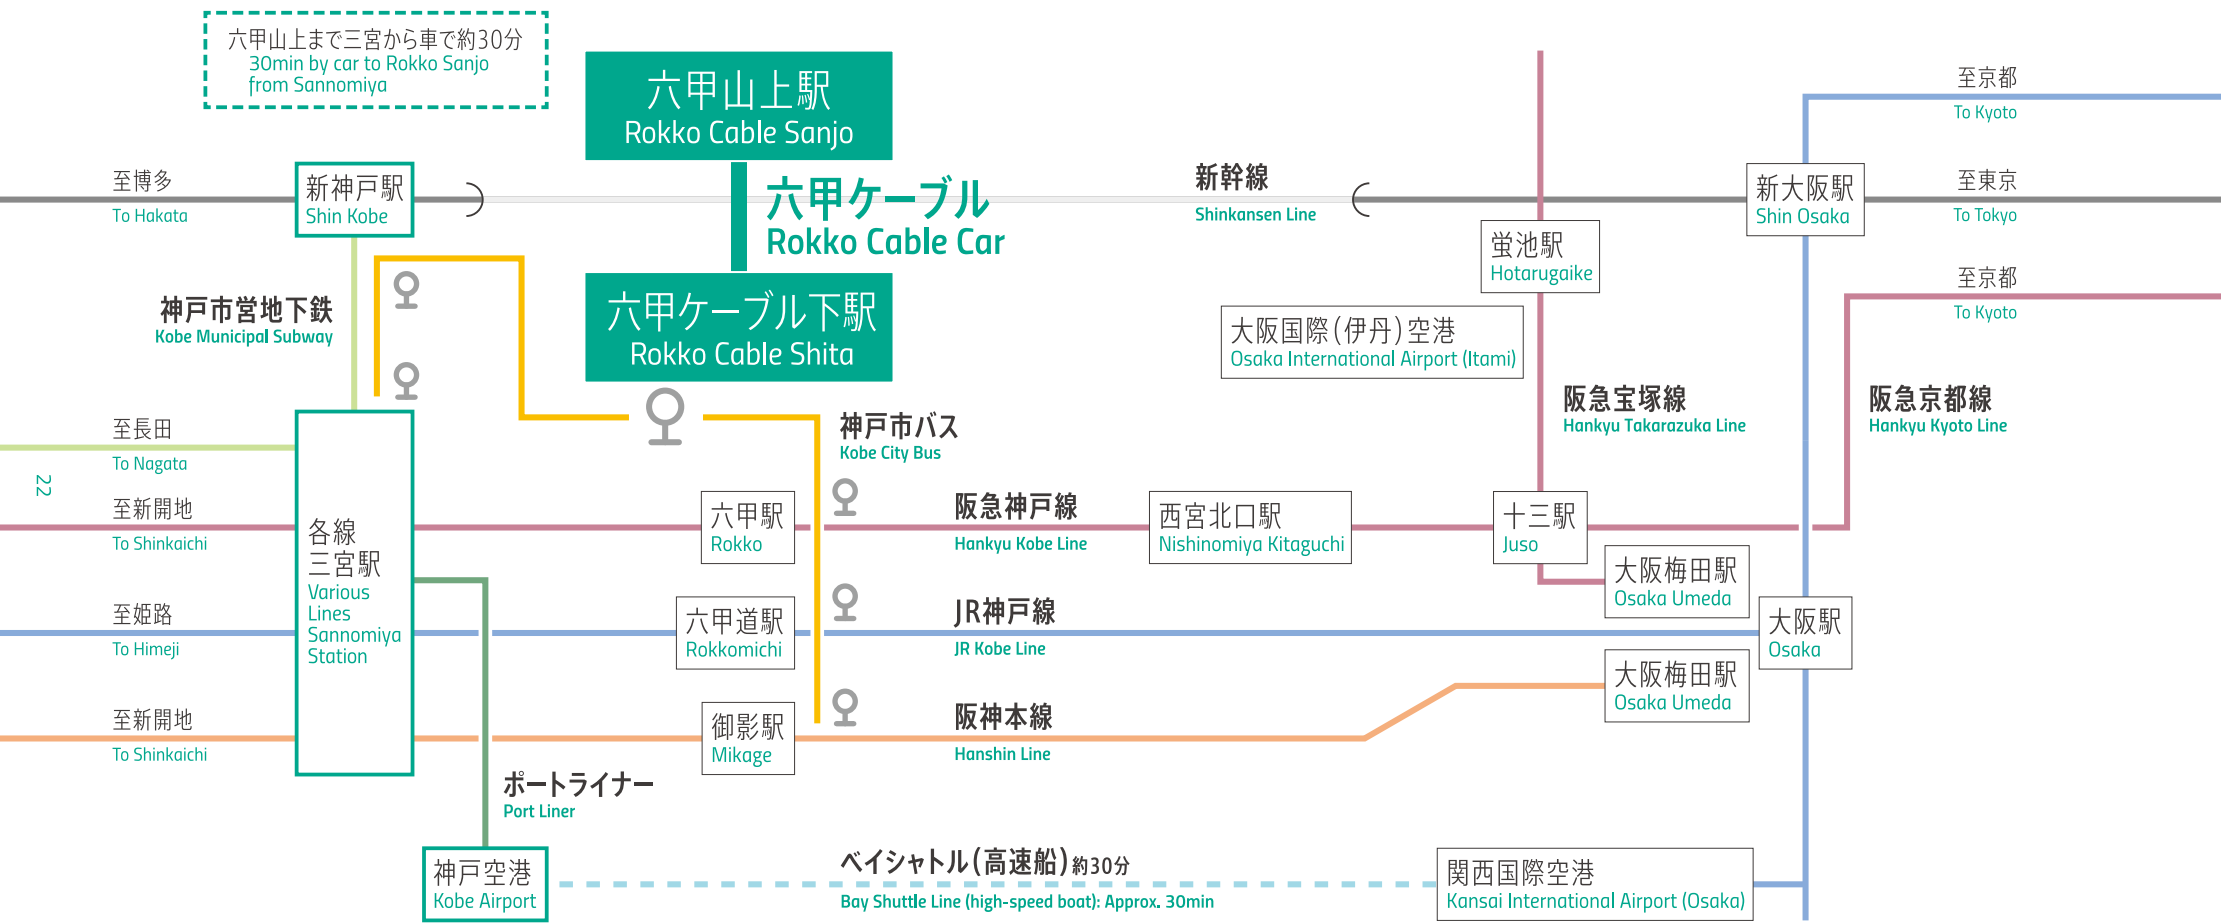 六甲山上まで三宮から車で約30分
30min by car to Rokko Sanjo
from Sannomiya
六甲山上駅
Rokko Cable Sanjo
六甲ケーブル
Rokko Cable Car
六甲ケーブル下駅
Rokko Cable Shita
至京都
To Kyoto
至博多
To Hakata
新神戸駅
Shin Kobe
新幹線
Shinkansen Line
新大阪駅
Shin Osaka
至東京
To Tokyo
蛍池駅
Hotarugaike
至京都
To Kyoto
神戸市営地下鉄
Kobe Municipal Subway
大阪国際(伊丹)空港
Osaka International Airport (Itami)
阪急宝塚線
Hankyu Takarazuka Line
阪急京都線
Hankyu Kyoto Line
至長田
To Nagata
神戸市バス
Kobe City Bus
22
至新開地
To Shinkaichi
各線
三宮駅
Various
Lines
Sannomiya
Station
六甲駅
Rokko
阪急神戸線
Hankyu Kobe Line
西宮北口駅
Nishinomiya Kitaguchi
十三駅
Juso
大阪梅田駅
Osaka Umeda
至姫路
To Himeji
六甲道駅
Rokkomichi
JR神戸線
JR Kobe Line
大阪駅
Osaka
大阪梅田駅
Osaka Umeda
至新開地
To Shinkaichi
御影駅
Mikage
阪神本線
Hanshin Line
ポートライナー
Port Liner
神戸空港
Kobe Airport
ベイシャトル(高速船)約30分
Bay Shuttle Line (high-speed boat): Approx. 30min
関西国際空港
Kansai International Airport (Osaka)